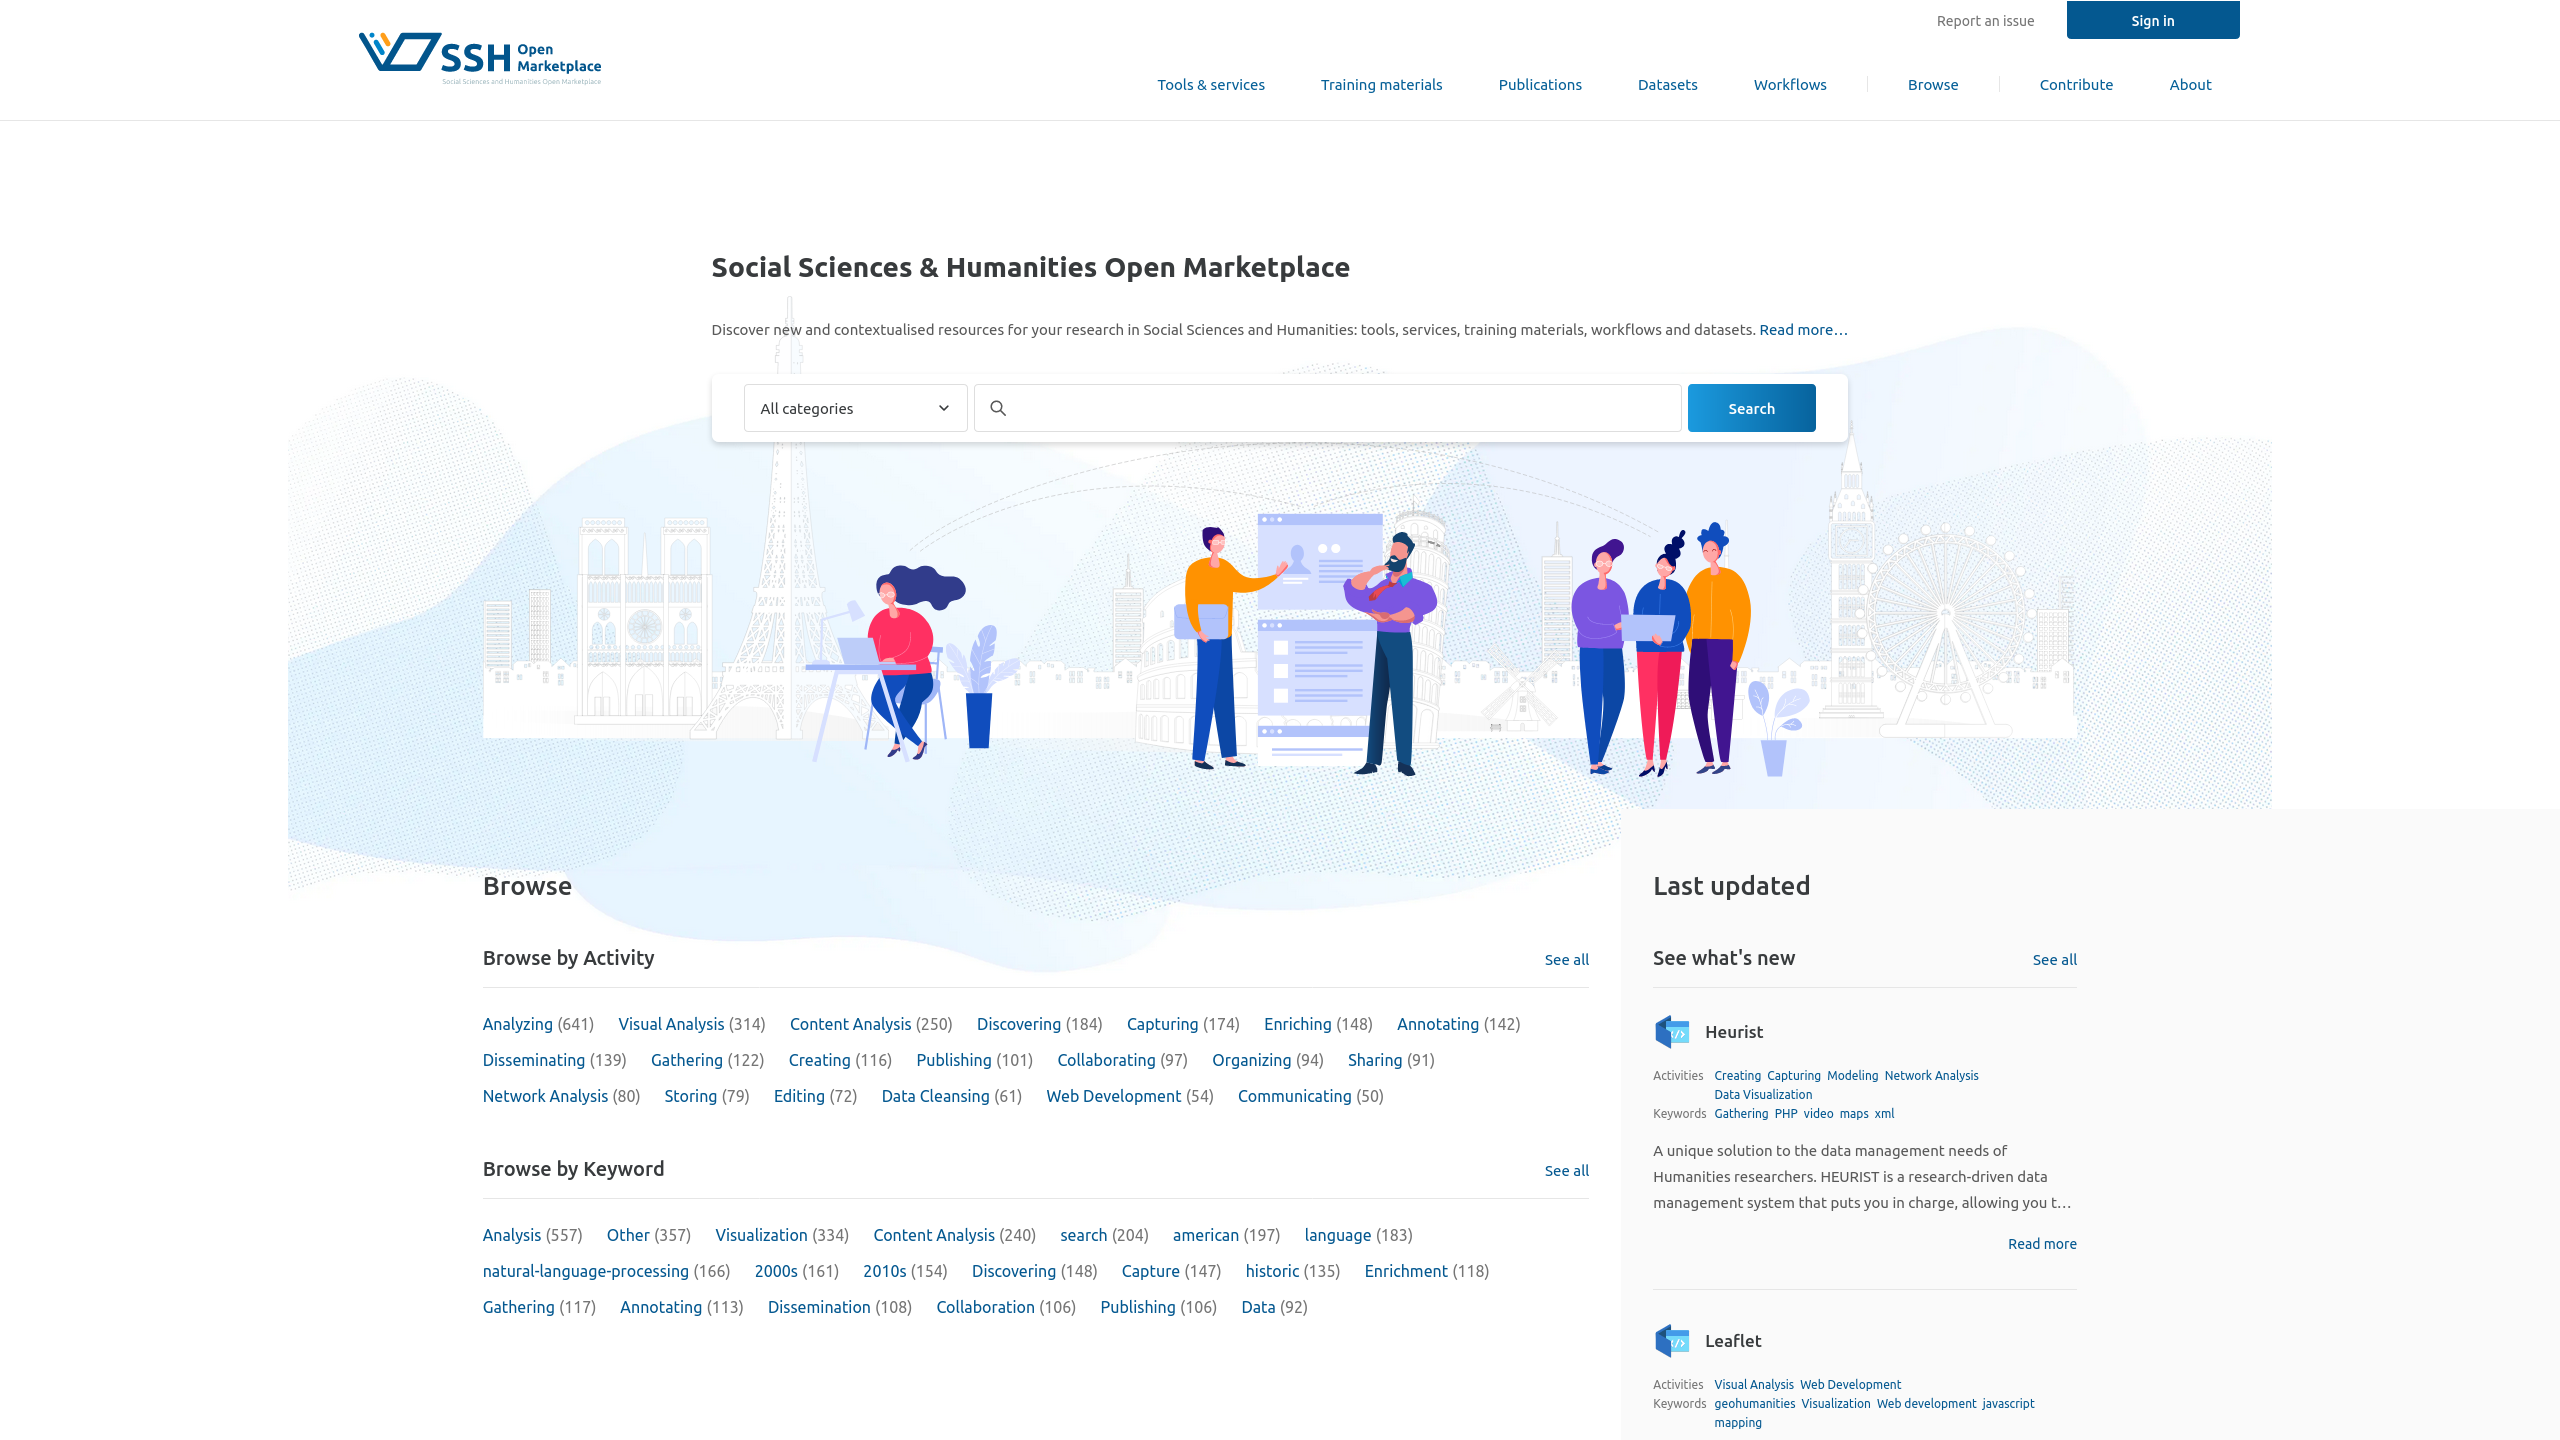 Report an issue
Sign in
SSH Open Marketplace
Social Sciences and Humanities Open Marketplace
Tools & services
Training materials
Publications
Datasets
Workflows
Browse
Contribute
About
Social Sciences & Humanities Open Marketplace
Discover new and contextualised resources for your research in Social Sciences and Humanities: tools, services, training materials, workflows and datasets. Read more…
All categories
Search
Browse
Browse by Activity
See all
Analyzing (641) Visual Analysis (314) Content Analysis (250) Discovering (184) Capturing (174) Enriching (148) Annotating (142)
Disseminating (139) Gathering (122) Creating (116) Publishing (101) Collaborating (97) Organizing (94) Sharing (91)
Network Analysis (80) Storing (79) Editing (72) Data Cleansing (61) Web Development (54) Communicating (50)
Browse by Keyword
See all
Analysis (557) Other (357) Visualization (334) Content Analysis (240) search (204) american (197) language (183)
natural-language-processing (166) 2000s (161) 2010s (154) Discovering (148) Capture (147) historic (135) Enrichment (118)
Gathering (117) Annotating (113) Dissemination (108) Collaboration (106) Publishing (106) Data (92)
Last updated
See what's new
See all
Heurist
Activities Creating Capturing Modeling Network Analysis
Data Visualization
Keywords Gathering PHP video maps xml
A unique solution to the data management needs of
Humanities researchers. HEURIST is a research-driven data
management system that puts you in charge, allowing you t…
Read more
Leaflet
Activities Visual Analysis Web Development
Keywords geohumanities Visualization Web development javascript
mapping